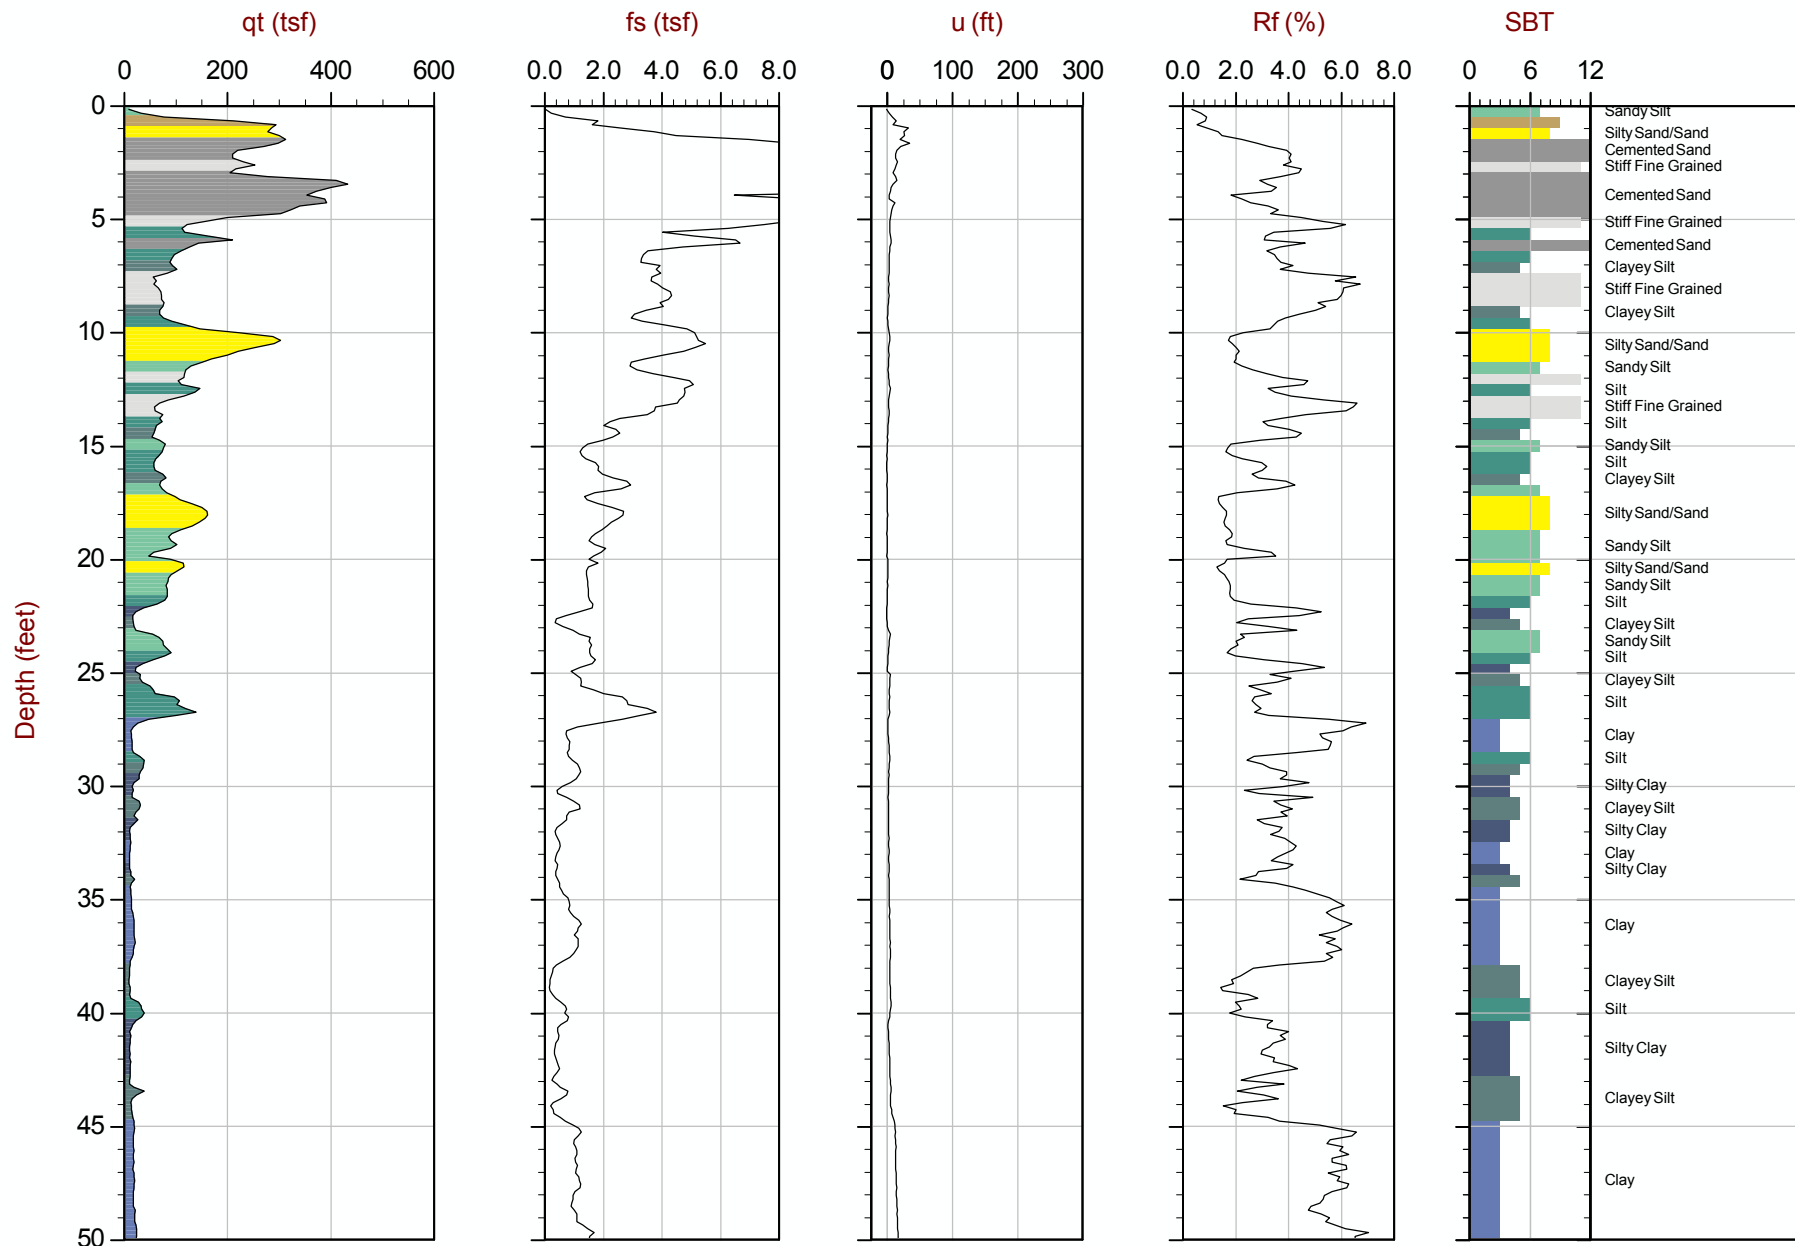 qt (tsf) fs (tsf) u (ft) Rf (%) SBT
0 200 400 600 0.0 2.0 4.0 6.0 8.0 0 100 200 300 0.0 2.0 4.0 6.0 8.0 0 6 12
0
Sandy Silt
Silty Sand/Sand
Cemented Sand
Stiff Fine Grained
Cemented Sand
5
Stiff Fine Grained
Cemented Sand
Clayey Silt
Stiff Fine Grained
Clayey Silt
10
Silty Sand/Sand
Sandy Silt
Silt
Stiff Fine Grained
Silt
15
Sandy Silt
Silt
Clayey Silt
Silty Sand/Sand
Sandy Silt
20
Silty Sand/Sand
Sandy Silt
Silt
Clayey Silt
Sandy Silt
Silt
Depth (feet)
25
Clayey Silt
Silt
Clay
Silt
30
Silty Clay
Clayey Silt
Silty Clay
Clay
Silty Clay
35
Clay
Clayey Silt
40
Silt
Silty Clay
Clayey Silt
45
Clay
50